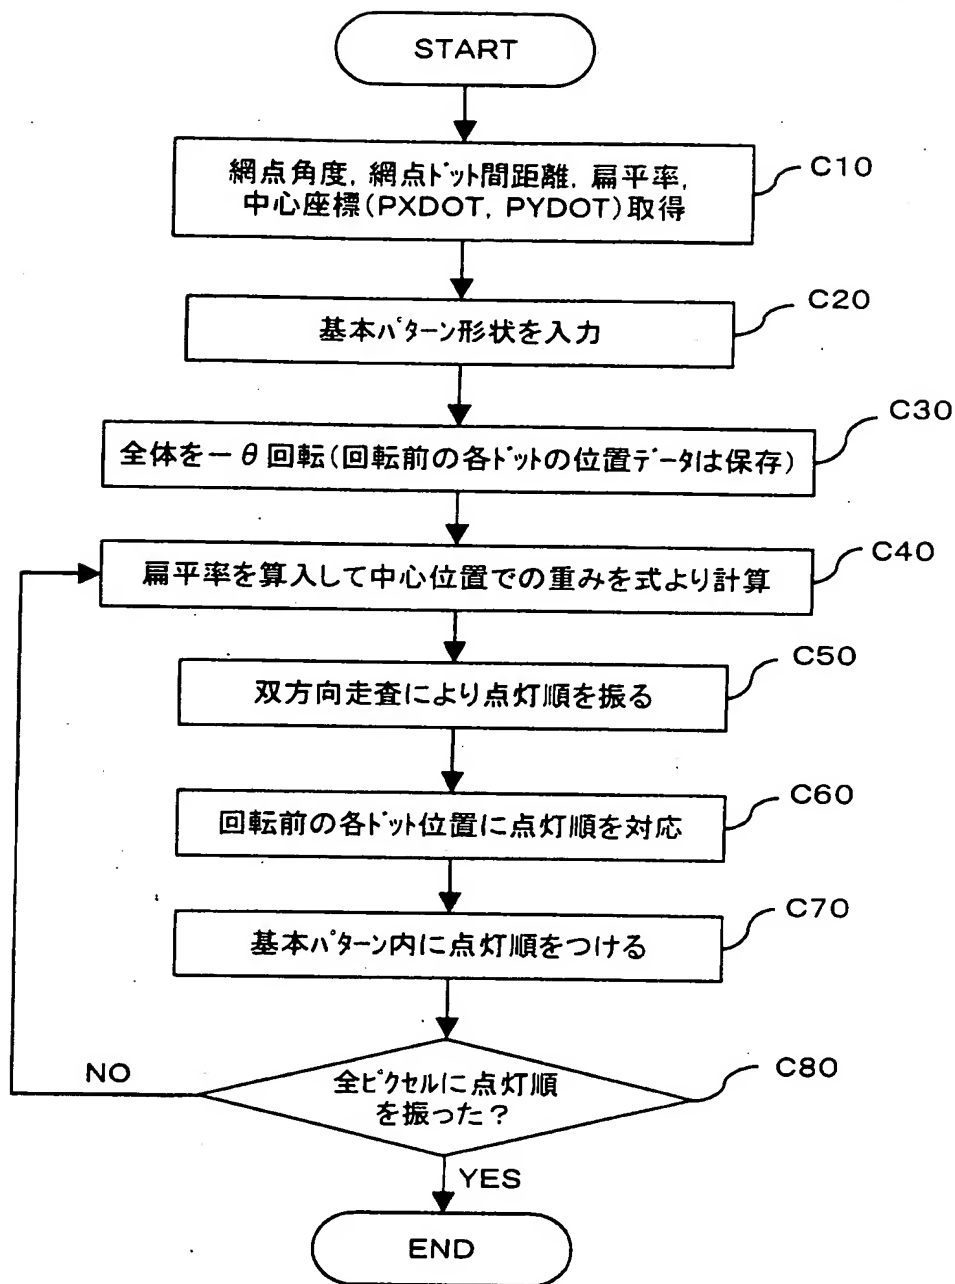 START
網点角度, 網点ドット間距離, 扁平率,
中心座標(PXDOT, PYDOT)取得
C10
基本パターン形状を入力
C20
全体を－θ回転(回転前の各ドットの位置データは保存)
C30
扁平率を算入して中心位置での重みを式より計算
C40
双方向走査により点灯順を振る
C50
回転前の各ドット位置に点灯順を対応
C60
基本パターン内に点灯順をつける
C70
全ピクセルに点灯順
を振った?
C80
NO
YES
END